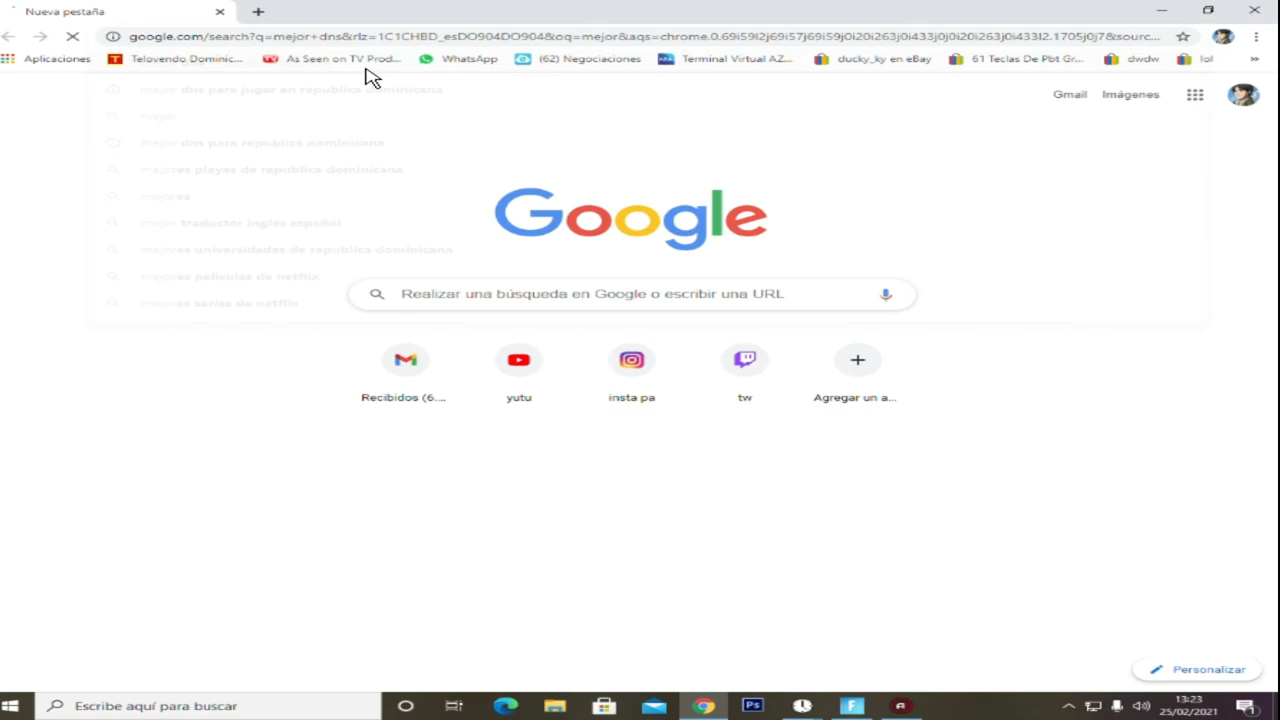 Nueva pestaña
google.com/search?q=mejor+dns&rlz=1C1CHBD_esDO904DO904&oq=mejor&aqs=chrome.0.69i59l2j69i57j69i59j0i20i263j0i433j0j0i20i263j0i433l2.1705j0j7&sourc...
Aplicaciones Telovendo Dominic... As Seen on TV Prod... WhatsApp (62) Negociaciones Terminal Virtual AZ... ducky_ky en eBay 61 Teclas De Pbt Gr... dwdw lol »
mejor dns para jugar en republica dominicana
Gmail Imágenes
mejor
mejor dns para republica dominicana
mejores playas de republica dominicana
mejores
mejor traductor ingles español
mejores universidades de republica dominicana
mejores peliculas de netflix
mejores series de netflix
Google
Realizar una búsqueda en Google o escribir una URL
Recibidos (6.... yutu insta pa tw Agregar un a...
Personalizar
Escribe aquí para buscar
Ps
F
13:23
25/02/2021
1